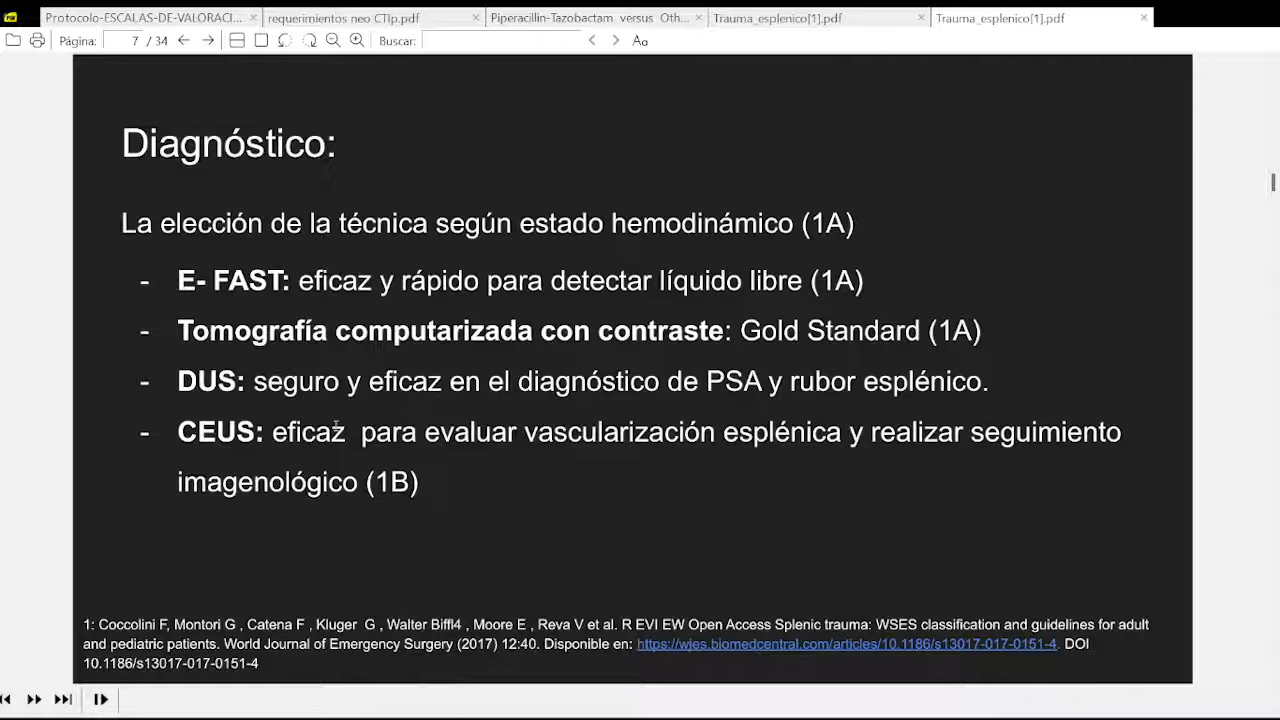 Protocolo-ESCALAS-DE-VALORACI...
requerimientos neo CTIp.pdf
Piperacillin-Tazobactam versus Oth...
Trauma_esplenico[1].pdf
Trauma_esplenico[1].pdf
Página: 7 / 34 Buscar: Aa
Diagnóstico:
La elección de la técnica según estado hemodinámico (1A)
- E- FAST: eficaz y rápido para detectar líquido libre (1A)
- Tomografía computarizada con contraste: Gold Standard (1A)
- DUS: seguro y eficaz en el diagnóstico de PSA y rubor esplénico.
- CEUS: eficaz para evaluar vascularización esplénica y realizar seguimiento
imagenológico (1B)
1: Coccolini F, Montori G , Catena F , Kluger G , Walter Biffl4 , Moore E , Reva V et al. R EVI EW Open Access Splenic trauma: WSES classification and guidelines for adult
and pediatric patients. World Journal of Emergency Surgery (2017) 12:40. Disponible en: https://wjes.biomedcentral.com/articles/10.1186/s13017-017-0151-4. DOI
10.1186/s13017-017-0151-4